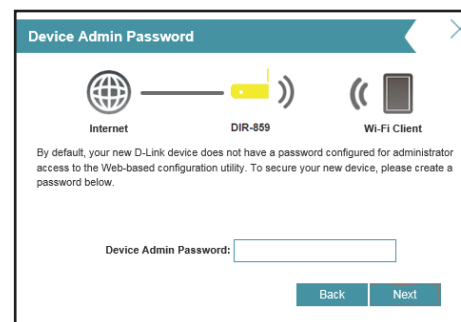 Device Admin Password
Internet
DIR-859
Wi-Fi Client
By default, your new D-Link device does not have a password configured for administrator
access to the Web-based configuration utility. To secure your new device, please create a
password below.
Device Admin Password:
Back
Next